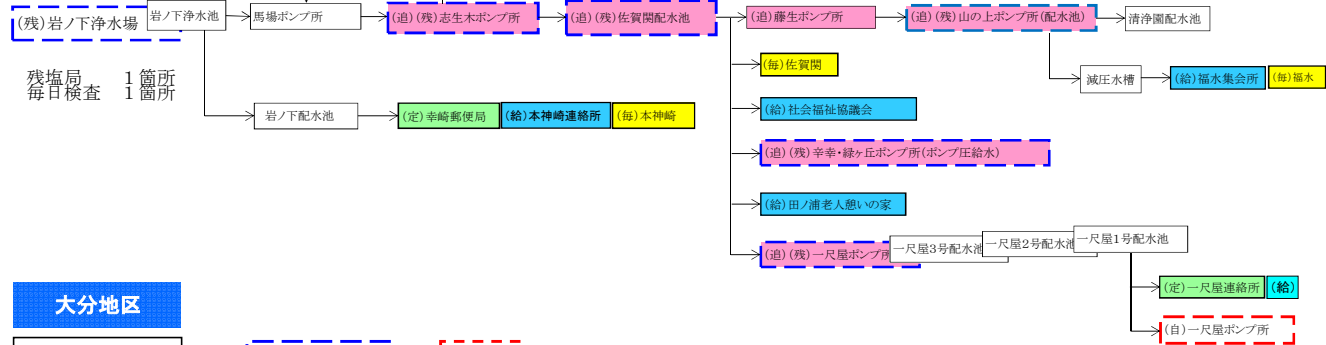 (残)岩ノ下浄水場
岩ノ下浄水池
馬場ポンプ所
(追)(残)志生木ポンプ所
(追)(残)佐賀関配水池
(追)藤生ポンプ所
(追)(残)山の上ポンプ所(配水池)
清浄園配水池
(毎)佐賀関
減圧水槽
(給)福水集会所
(毎)福水
残塩局 1箇所
毎日検査 1箇所
岩ノ下配水池
(定)幸崎郵便局
(給)本神崎連絡所
(毎)本神崎
(給)社会福祉協議会
(追)(残)辛幸・緑ヶ丘ポンプ所(ポンプ圧給水)
(給)田ノ浦老人憩いの家
(追)(残)一尺屋ポンプ所
一尺屋3号配水池
一尺屋2号配水池
一尺屋1号配水池
(定)一尺屋連絡所
(給)
(自)一尺屋ポンプ所
大分地区